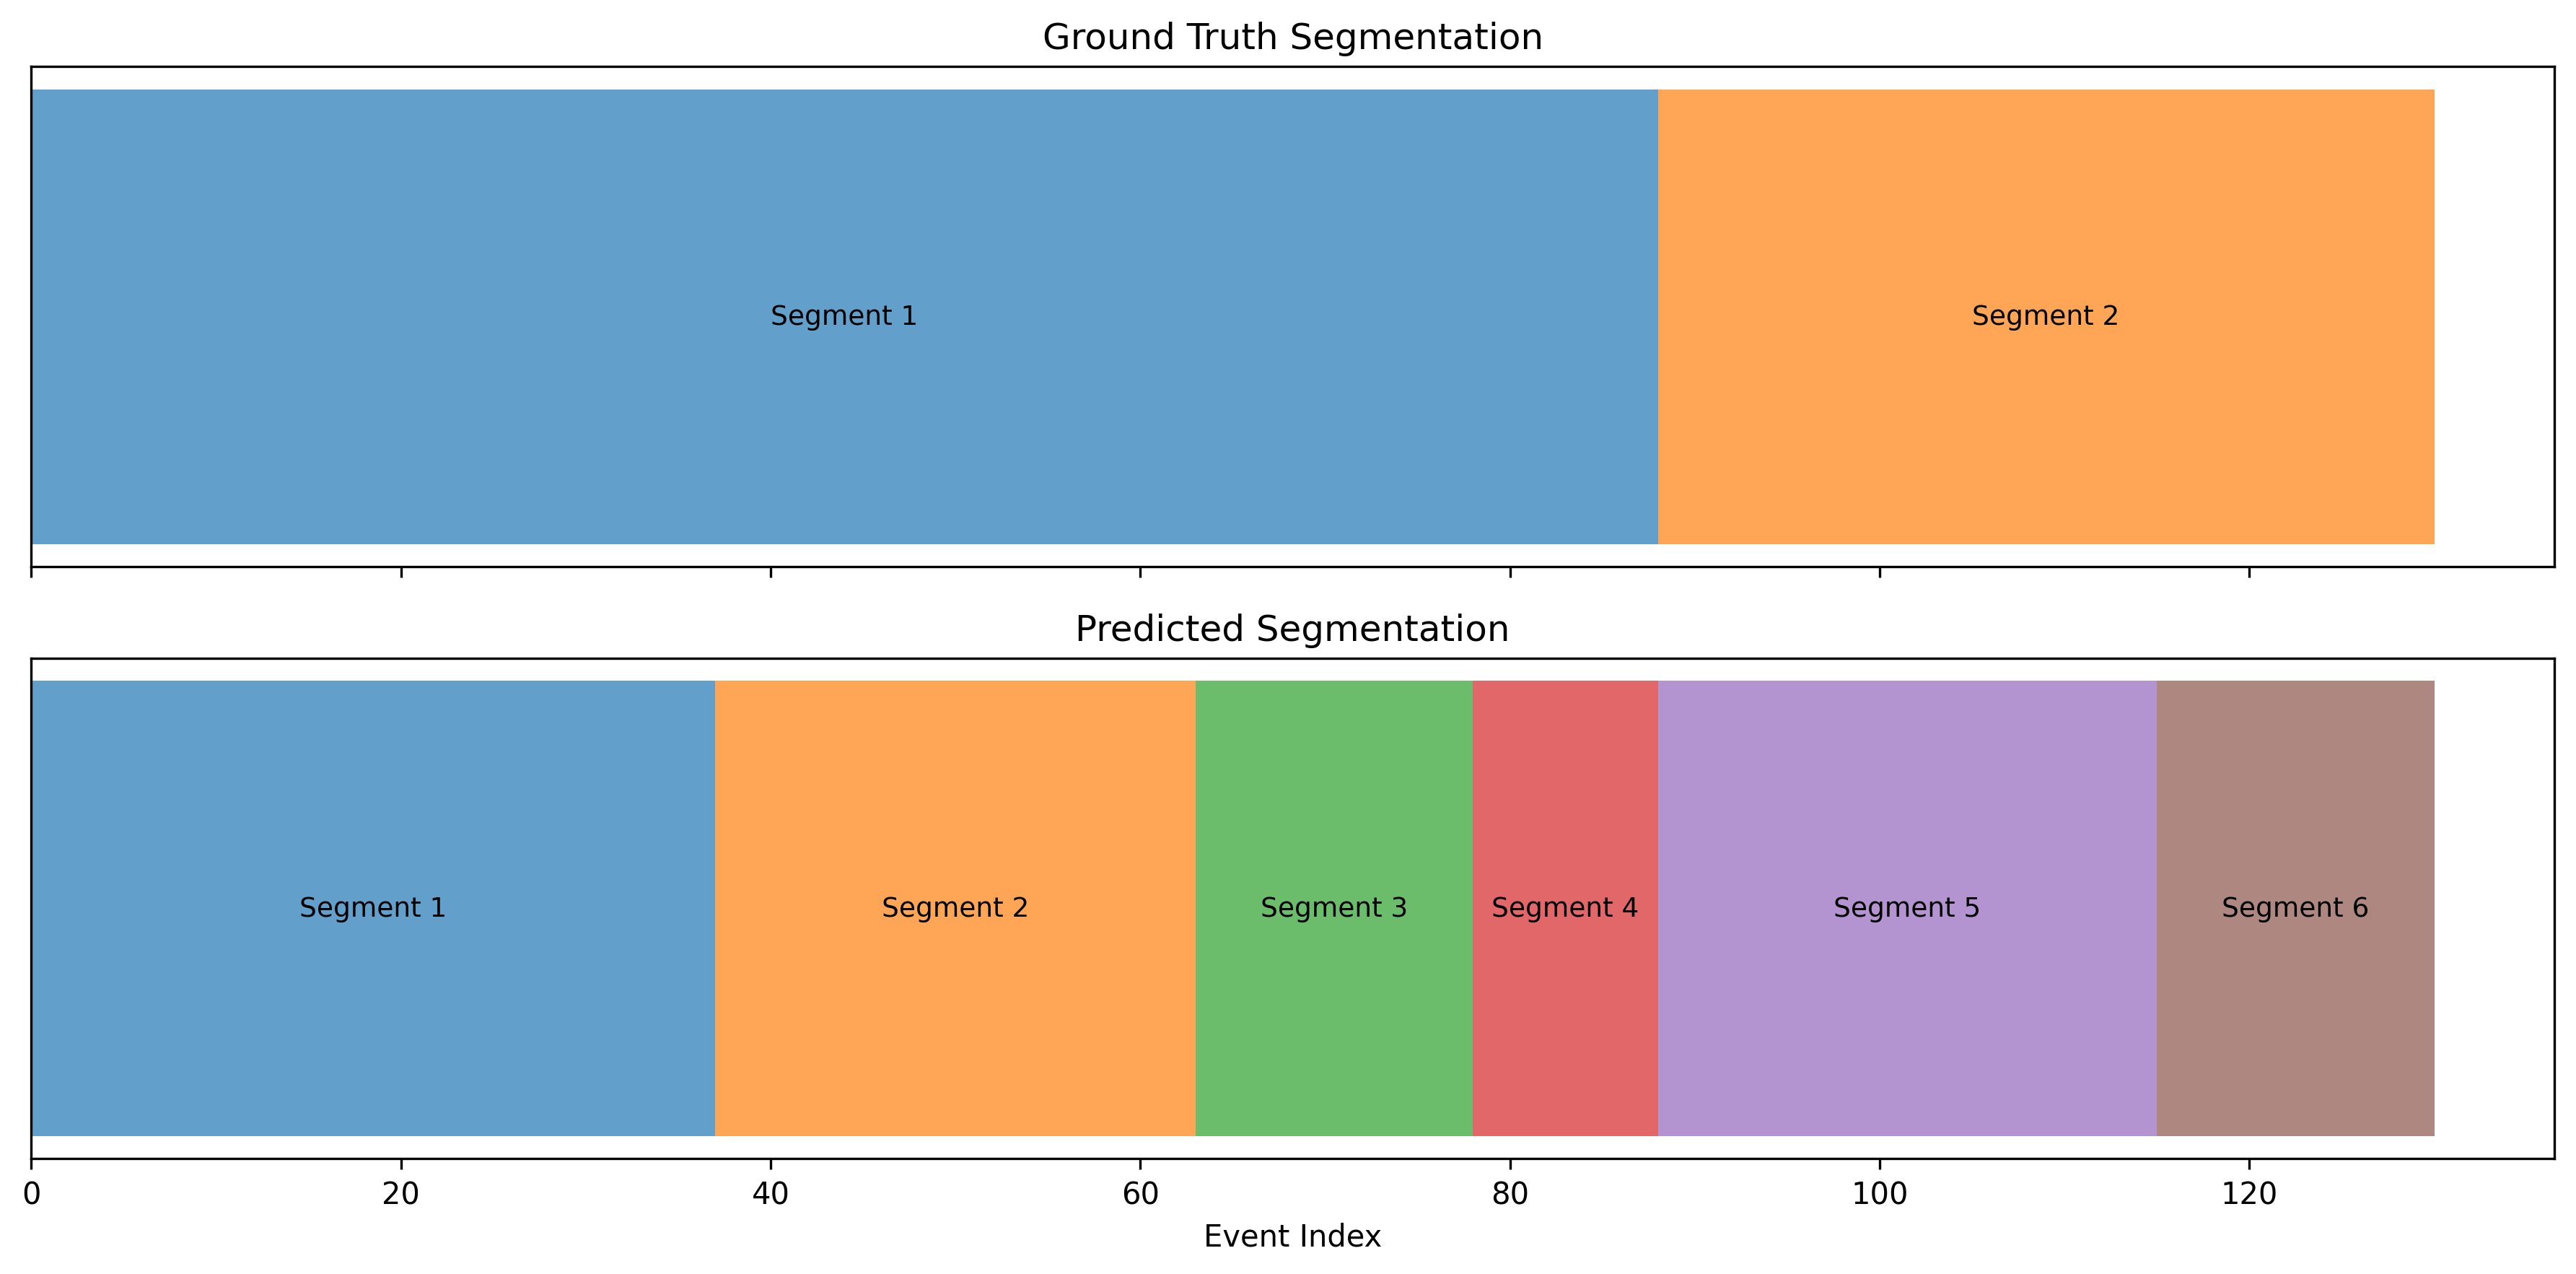 Ground Truth Segmentation
Segment 1 Segment 2
Predicted Segmentation
Segment 1 Segment 2 Segment 3 Segment 4 Segment 5 Segment 6
0 20 40 60 80 100 120
Event Index